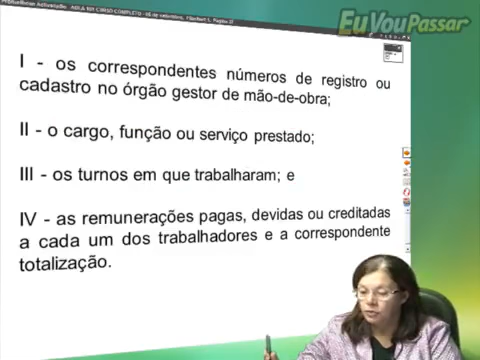 EuVouPassar
I - os correspondentes números de registro ou
cadastro no órgão gestor de mão-de-obra;
II - o cargo, função ou serviço prestado;
III - os turnos em que trabalharam; e
IV - as remunerações pagas, devidas ou creditadas
a cada um dos trabalhadores e a correspondente
totalização.